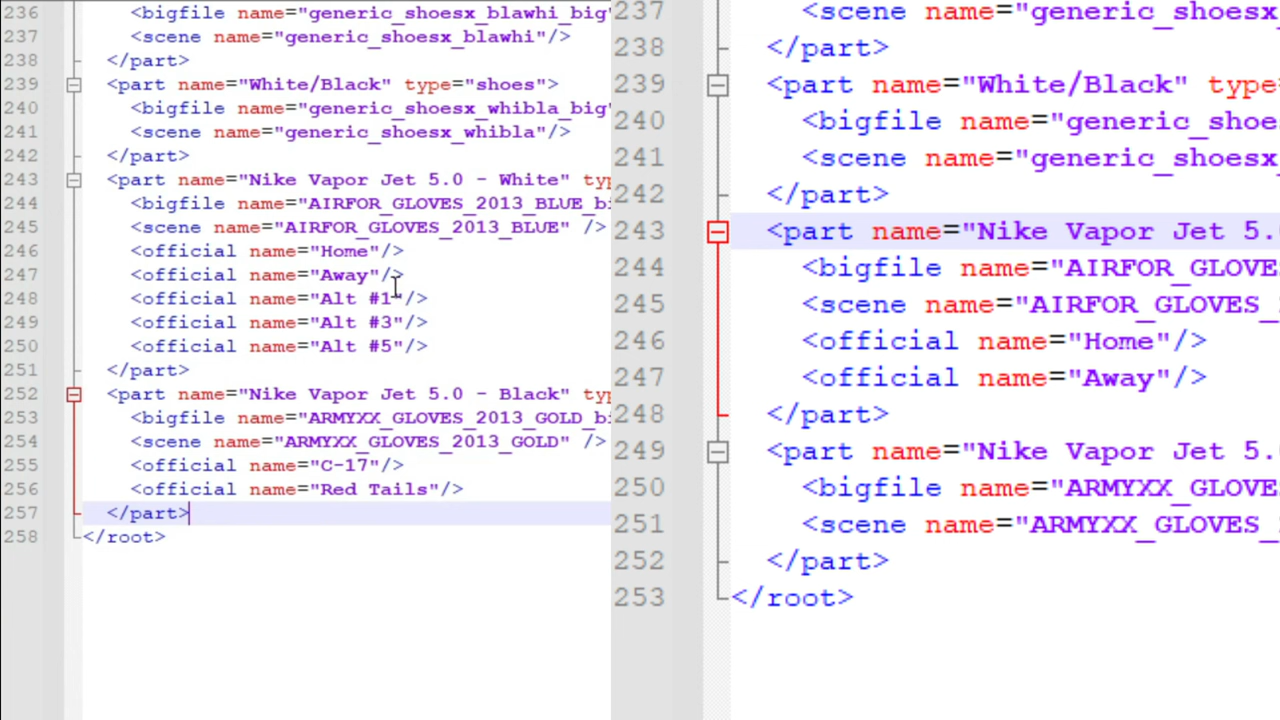 236 <bigfile name="generic_shoesx_blawhi_big"
237 <scene name="generic_shoesx_blawhi"/>
238 </part>
239 <part name="White/Black" type="shoes">
240 <bigfile name="generic_shoesx_whibla_big"
241 <scene name="generic_shoesx_whibla"/>
242 </part>
243 <part name="Nike Vapor Jet 5.0 - White" typ
244 <bigfile name="AIRFOR_GLOVES_2013_BLUE_bi
245 <scene name="AIRFOR_GLOVES_2013_BLUE" />
246 <official name="Home"/>
247 <official name="Away"/>
248 <official name="Alt #1"/>
249 <official name="Alt #3"/>
250 <official name="Alt #5"/>
251 </part>
252 <part name="Nike Vapor Jet 5.0 - Black" typ
253 <bigfile name="ARMYXX_GLOVES_2013_GOLD_bi
254 <scene name="ARMYXX_GLOVES_2013_GOLD" />
255 <official name="C-17"/>
256 <official name="Red Tails"/>
257 </part>
258 </root>
237 <scene name="generic_shoesx
238 </part>
239 <part name="White/Black" type
240 <bigfile name="generic_shoe
241 <scene name="generic_shoesx
242 </part>
243 <part name="Nike Vapor Jet 5.
244 <bigfile name="AIRFOR_GLOVE
245 <scene name="AIRFOR_GLOVES_
246 <official name="Home"/>
247 <official name="Away"/>
248 </part>
249 <part name="Nike Vapor Jet 5.
250 <bigfile name="ARMYXX_GLOVE
251 <scene name="ARMYXX_GLOVES_
252 </part>
253 </root>